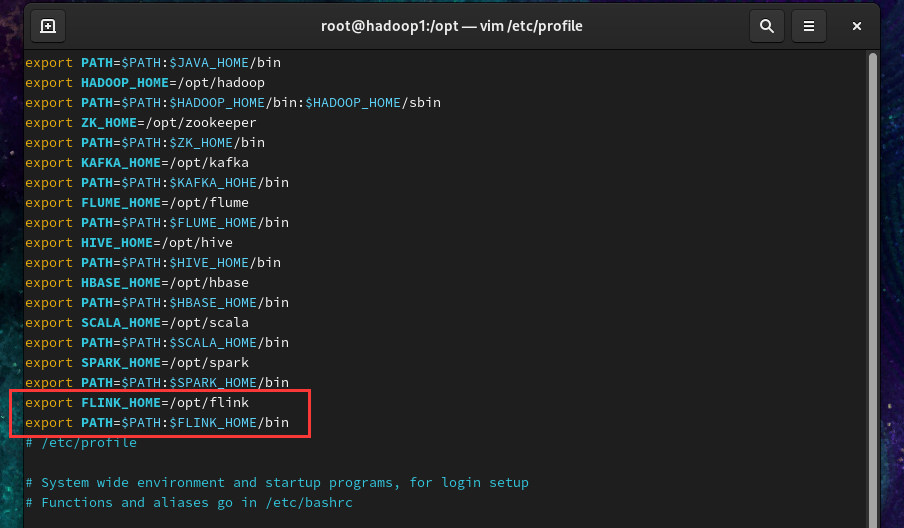 root@hadoop1:/opt — vim /etc/profile
export PATH=$PATH:$JAVA_HOME/bin
export HADOOP_HOME=/opt/hadoop
export PATH=$PATH:$HADOOP_HOME/bin:$HADOOP_HOME/sbin
export ZK_HOME=/opt/zookeeper
export PATH=$PATH:$ZK_HOME/bin
export KAFKA_HOME=/opt/kafka
export PATH=$PATH:$KAFKA_HOHE/bin
export FLUME_HOME=/opt/flume
export PATH=$PATH:$FLUME_HOME/bin
export HIVE_HOME=/opt/hive
export PATH=$PATH:$HIVE_HOME/bin
export HBASE_HOME=/opt/hbase
export PATH=$PATH:$HBASE_HOME/bin
export SCALA_HOME=/opt/scala
export PATH=$PATH:$SCALA_HOME/bin
export SPARK_HOME=/opt/spark
export PATH=$PATH:$SPARK_HOME/bin
export FLINK_HOME=/opt/flink
export PATH=$PATH:$FLINK_HOME/bin
# /etc/profile
# System wide environment and startup programs, for login setup
# Functions and aliases go in /etc/bashrc